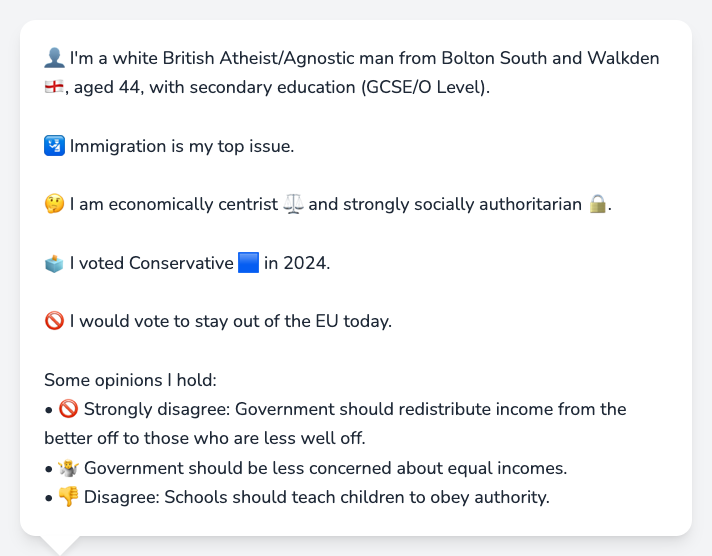 👤 I'm a white British Atheist/Agnostic man from Bolton South and Walkden
🏴󠁧󠁢󠁥󠁮󠁧󠁿, aged 44, with secondary education (GCSE/O Level).
🛂 Immigration is my top issue.
🤔 I am economically centrist ⚖️ and strongly socially authoritarian 🔒.
🗳️ I voted Conservative 🟦 in 2024.
🚫 I would vote to stay out of the EU today.
Some opinions I hold:
• 🚫 Strongly disagree: Government should redistribute income from the
better off to those who are less well off.
• 🤷 Government should be less concerned about equal incomes.
• 👎 Disagree: Schools should teach children to obey authority.